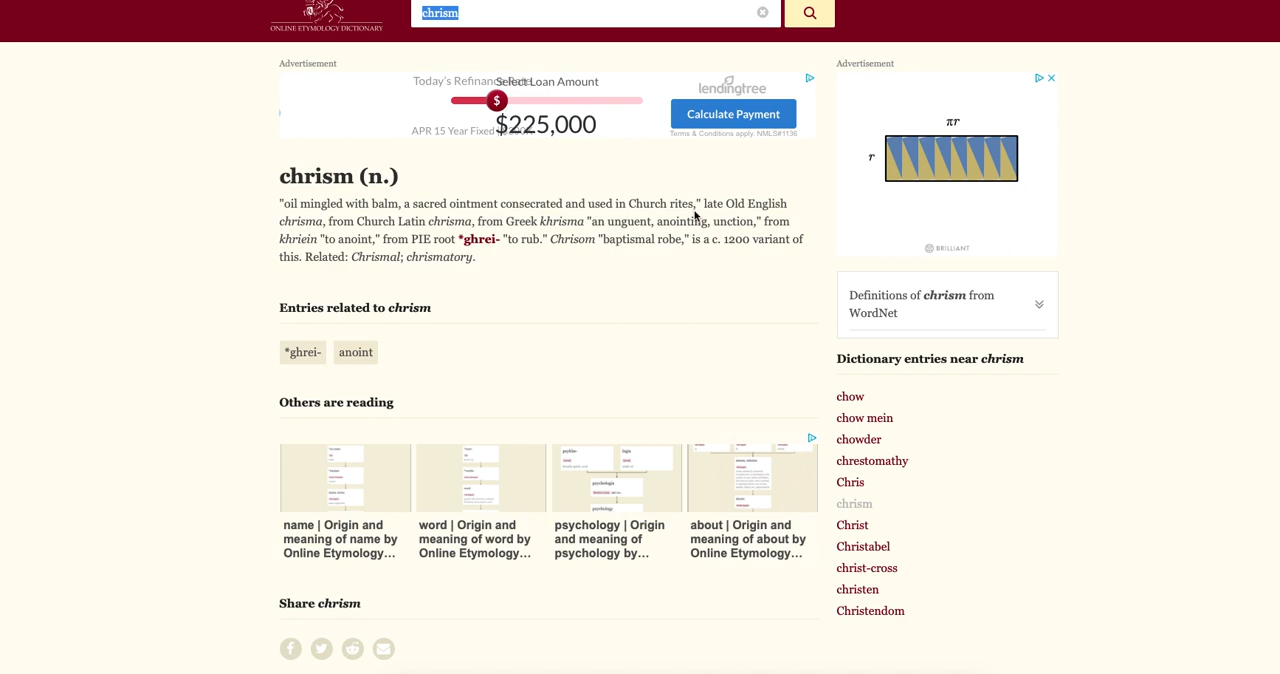 chrism
ONLINE ETYMOLOGY DICTIONARY
Advertisement
Advertisement
Select Loan Amount
lendingtree
$
Calculate Payment
$225,000
APR 15 Year Fixed
Terms & Conditions apply. NMLS#1136
πr
r
BRILLIANT
chrism (n.)
"oil mingled with balm, a sacred ointment consecrated and used in Church rites," late Old English
chrisma, from Church Latin chrisma, from Greek khrisma "an unguent, anointing, unction," from
khriein "to anoint," from PIE root *ghrei- "to rub." Chrisom "baptismal robe," is a c. 1200 variant of
this. Related: Chrismal; chrismatory.
Entries related to chrism
*ghrei- anoint
Others are reading
name | Origin and
meaning of name by
Online Etymology...
word | Origin and
meaning of word by
Online Etymology...
psychology | Origin
and meaning of
psychology by...
about | Origin and
meaning of about by
Online Etymology...
Share chrism
Definitions of chrism from
WordNet
Dictionary entries near chrism
chow
chow mein
chowder
chrestomathy
Chris
chrism
Christ
Christabel
christ-cross
christen
Christendom